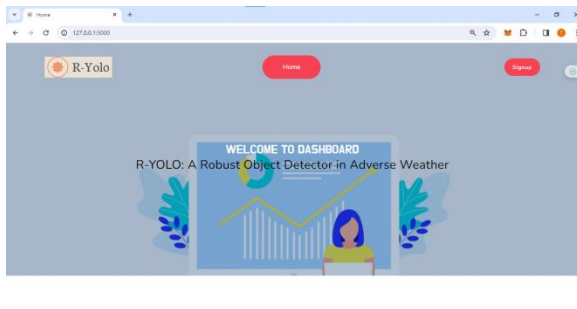 Home
127.0.0.1:5000
R-Yolo
Home
Signup
WELCOME TO DASHBOARD
R-YOLO: A Robust Object Detector in Adverse Weather